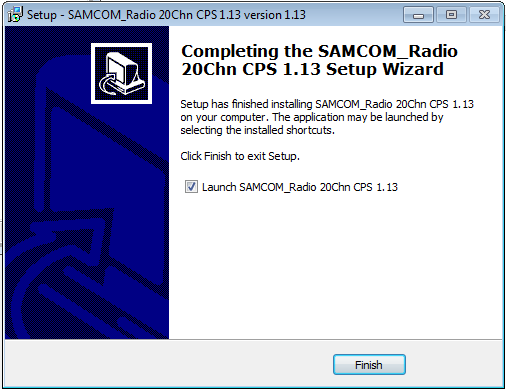 Setup - SAMCOM_Radio 20Chn CPS 1.13 version 1.13
Completing the SAMCOM_Radio
20Chn CPS 1.13 Setup Wizard
Setup has finished installing SAMCOM_Radio 20Chn CPS 1.13
on your computer. The application may be launched by
selecting the installed shortcuts.
Click Finish to exit Setup.
Launch SAMCOM_Radio 20Chn CPS 1.13
Finish